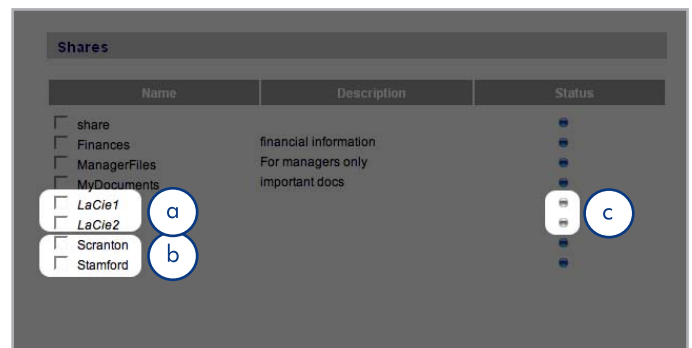 Shares
Name Description Status
share
Finances financial information
ManagerFiles For managers only
MyDocuments important docs
LaCie1
LaCie2
Scranton
Stamford
a
b
c